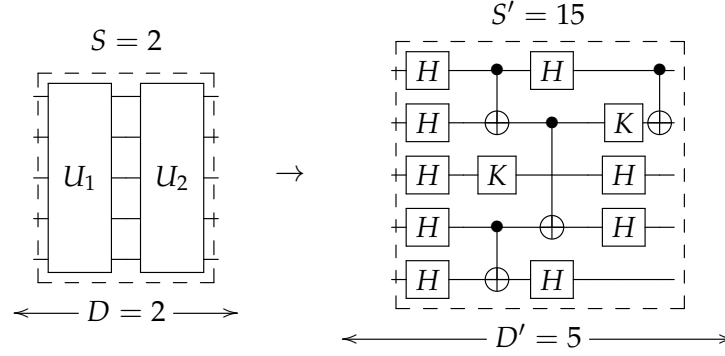 S = 2
U₁ U₂
D = 2
→
S′ = 15
H H
H K
H K H
H H
H H
D′ = 5